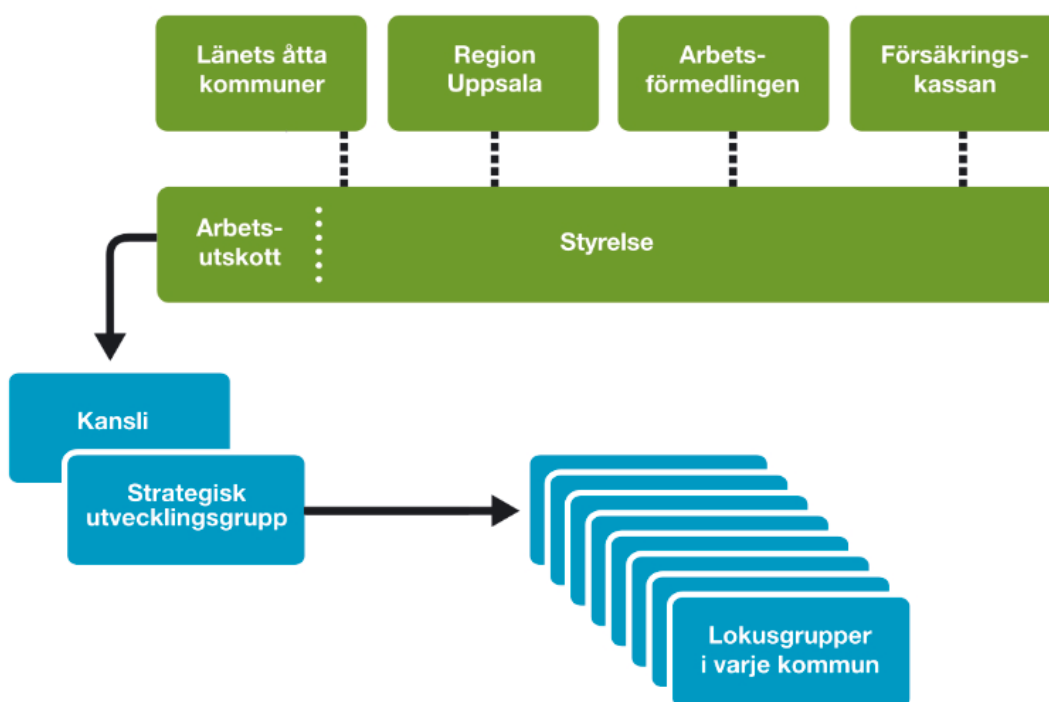 Länets åtta
kommuner
Region
Uppsala
Arbets-
förmedlingen
Försäkrings-
kassan
Arbets-
utskott
Styrelse
Kansli
Strategisk
utvecklingsgrupp
Lokusgrupper
i varje kommun